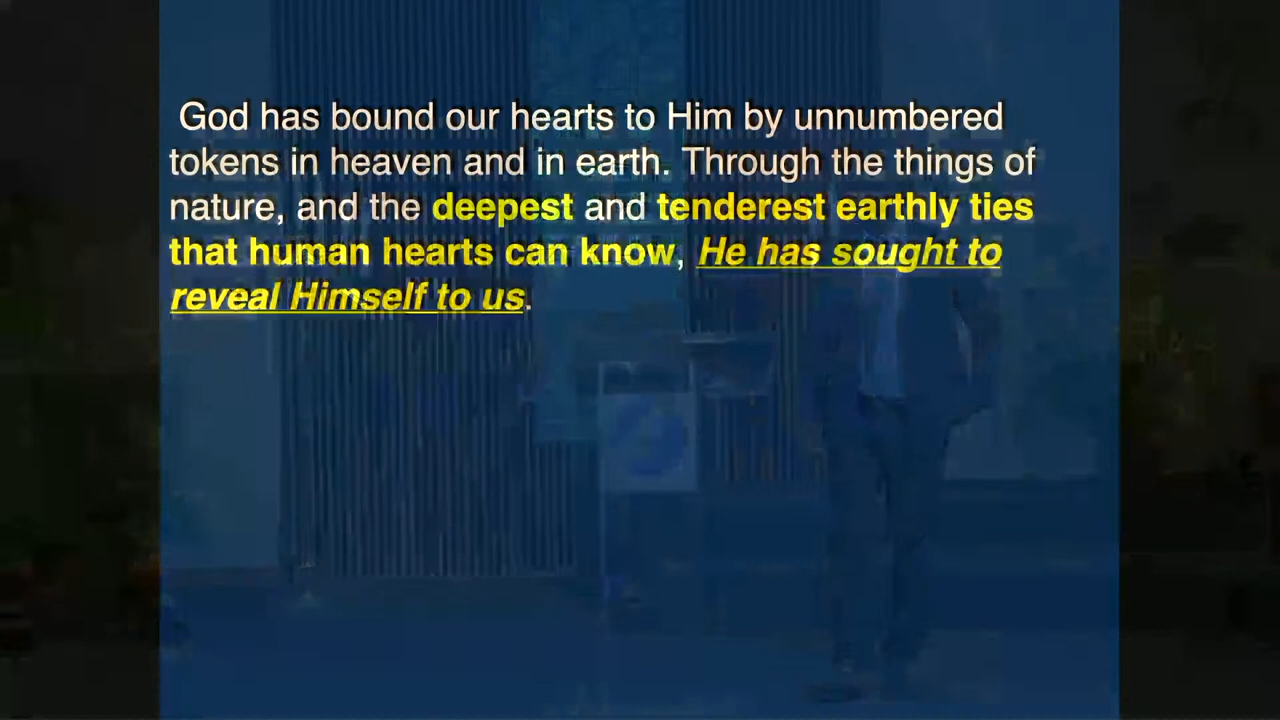 God has bound our hearts to Him by unnumbered
tokens in heaven and in earth. Through the things of
nature, and the deepest and tenderest earthly ties
that human hearts can know, He has sought to
reveal Himself to us.